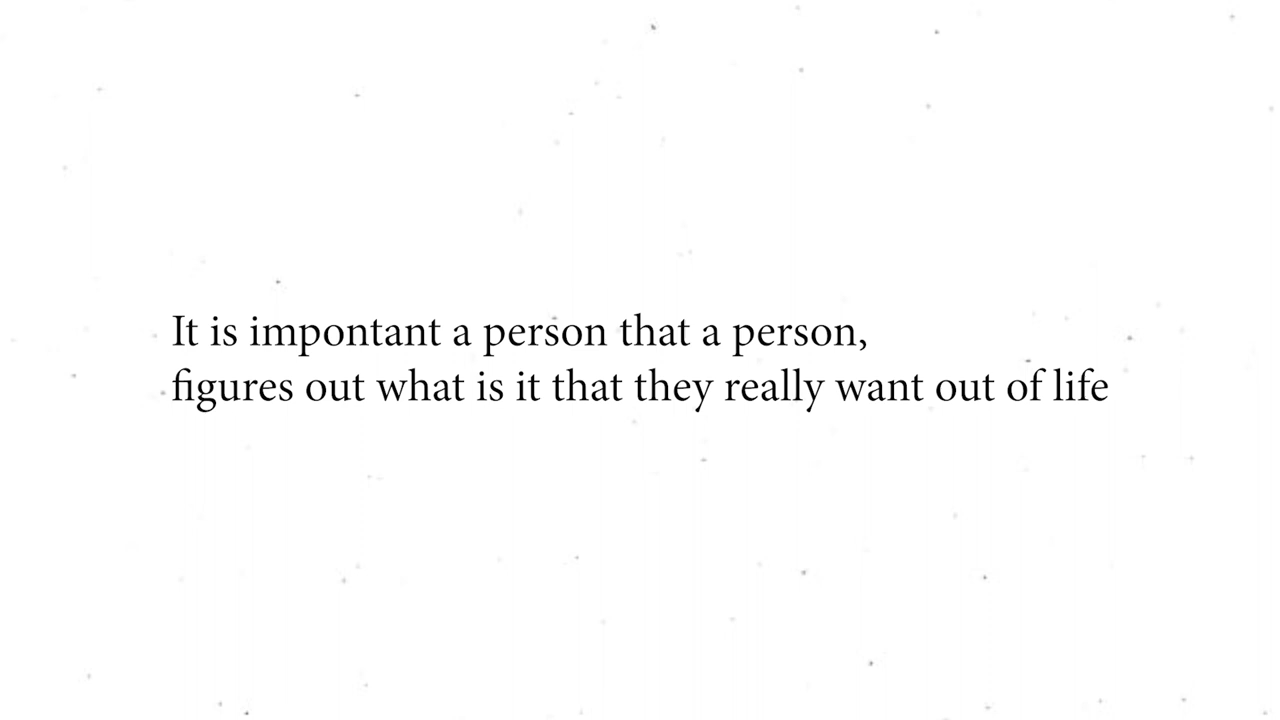 It is impontant a person that a person,
figures out what is it that they really want out of life